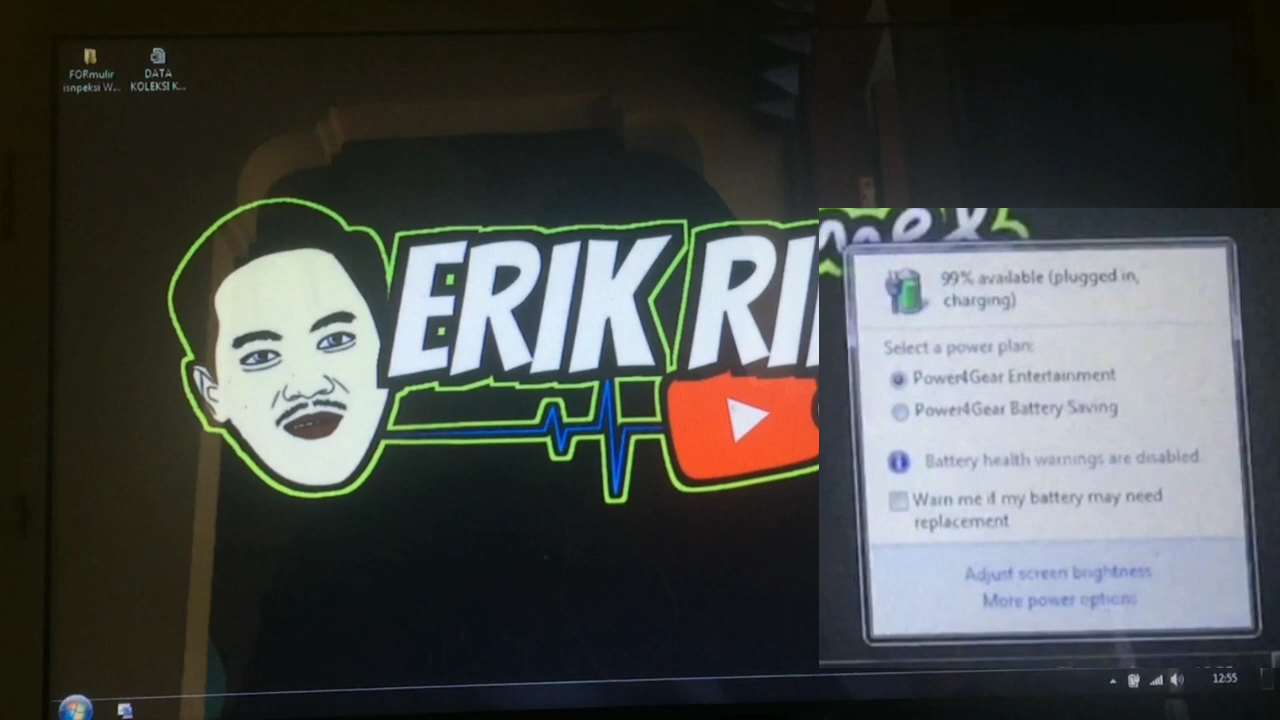 FORmulir
isnpeksi W...
DATA
KOLEKSI K...
ERIK RI
99% available (plugged in,
charging)
Select a power plan:
Power4Gear Entertainment
Power4Gear Battery Saving
Battery health warnings are disabled
Warn me if my battery may need
replacement
Adjust screen brightness
More power options
12:55